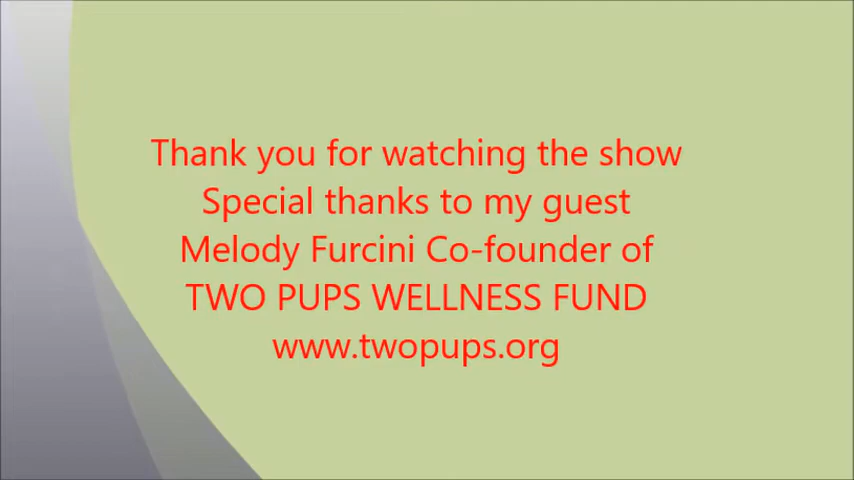 Thank you for watching the show
Special thanks to my guest
Melody Furcini Co-founder of
TWO PUPS WELLNESS FUND
www.twopups.org